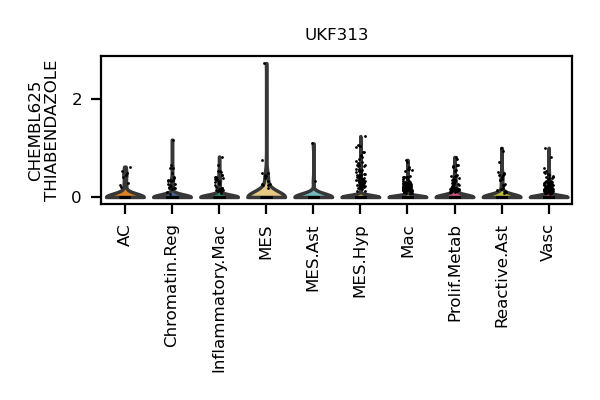 UKF313
CHEMBL625
THIABENDAZOLE
2
0
AC
Chromatin.Reg
Inflammatory.Mac
MES
MES.Ast
MES.Hyp
Mac
Prolif.Metab
Reactive.Ast
Vasc